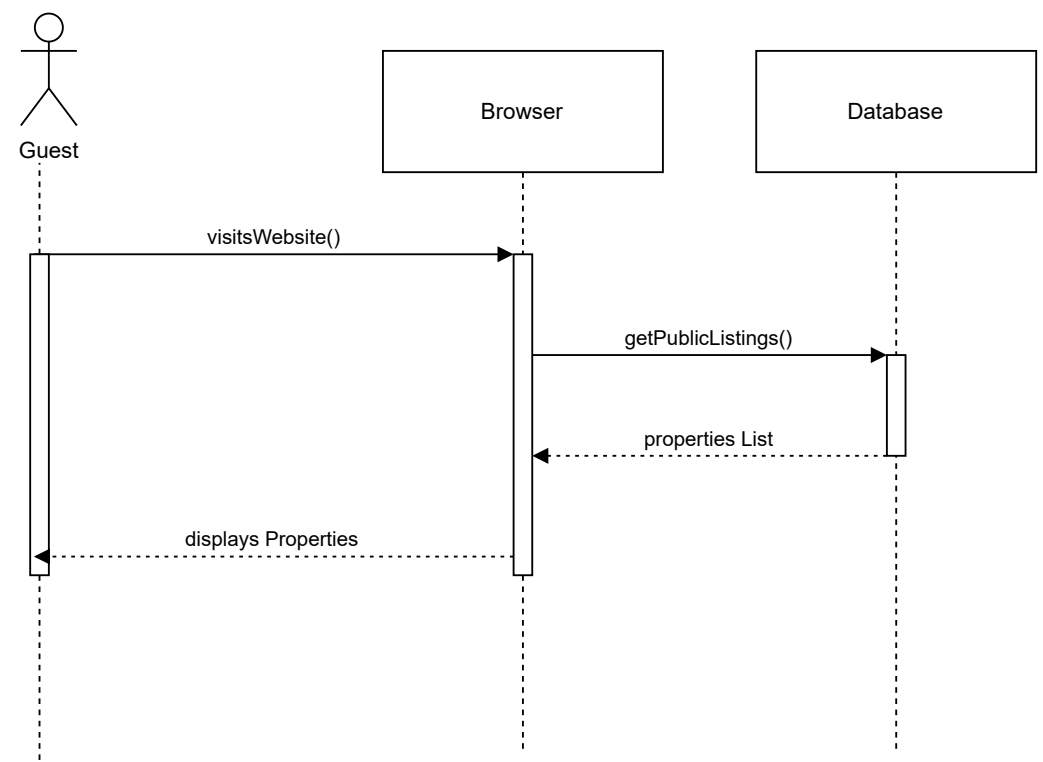 Guest
Browser
Database
visitsWebsite()
getPublicListings()
properties List
displays Properties